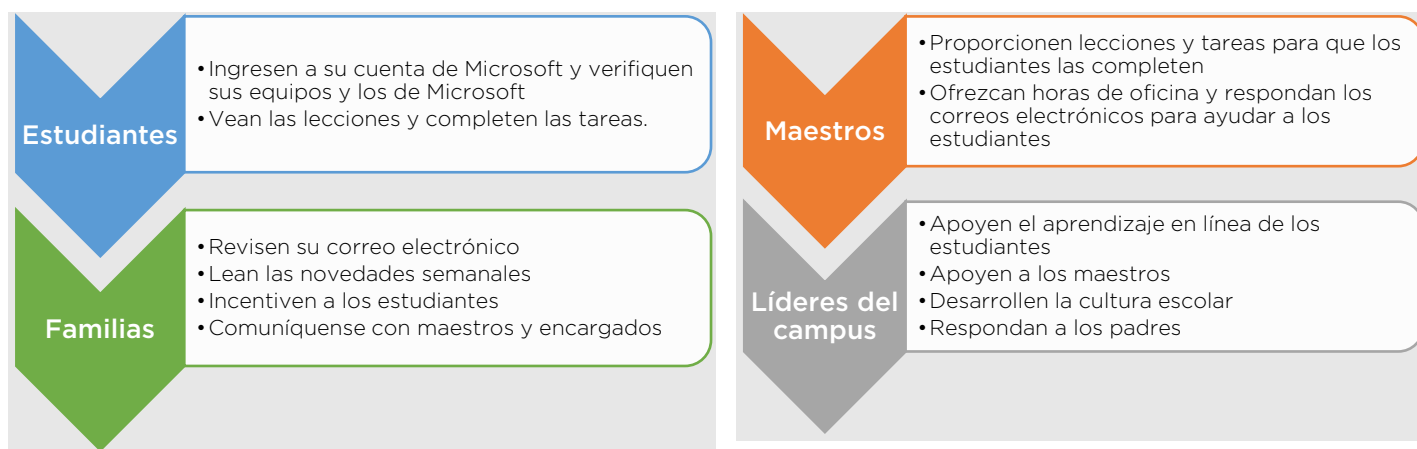 Estudiantes
• Ingresen a su cuenta de Microsoft y verifiquen
sus equipos y los de Microsoft
• Vean las lecciones y completen las tareas.
Familias
• Revisen su correo electrónico
• Lean las novedades semanales
• Incentiven a los estudiantes
• Comuníquense con maestros y encargados
Maestros
• Proporcionen lecciones y tareas para que los
estudiantes las completen
• Ofrezcan horas de oficina y respondan los
correos electrónicos para ayudar a los
estudiantes
Líderes del
campus
• Apoyen el aprendizaje en línea de los
estudiantes
• Apoyen a los maestros
• Desarrollen la cultura escolar
• Respondan a los padres